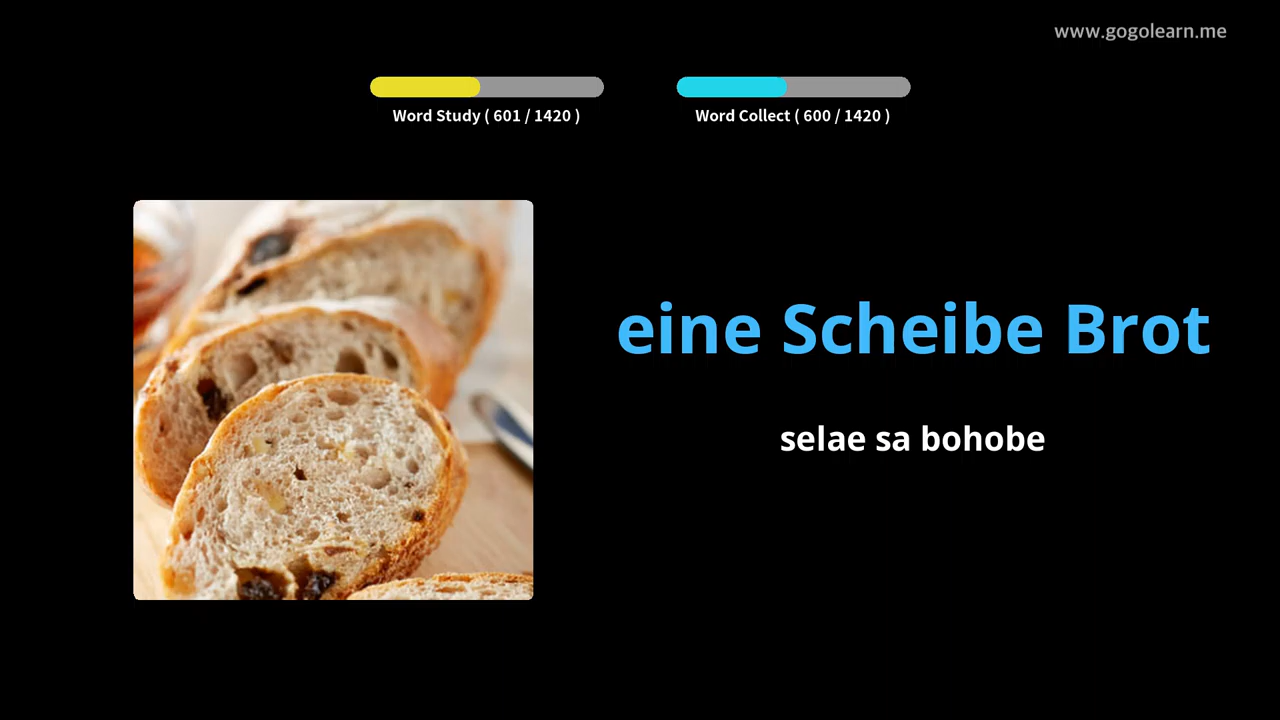 www.gogolearn.me
Word Study ( 601 / 1420 )
Word Collect ( 600 / 1420 )
eine Scheibe Brot
selae sa bohobe